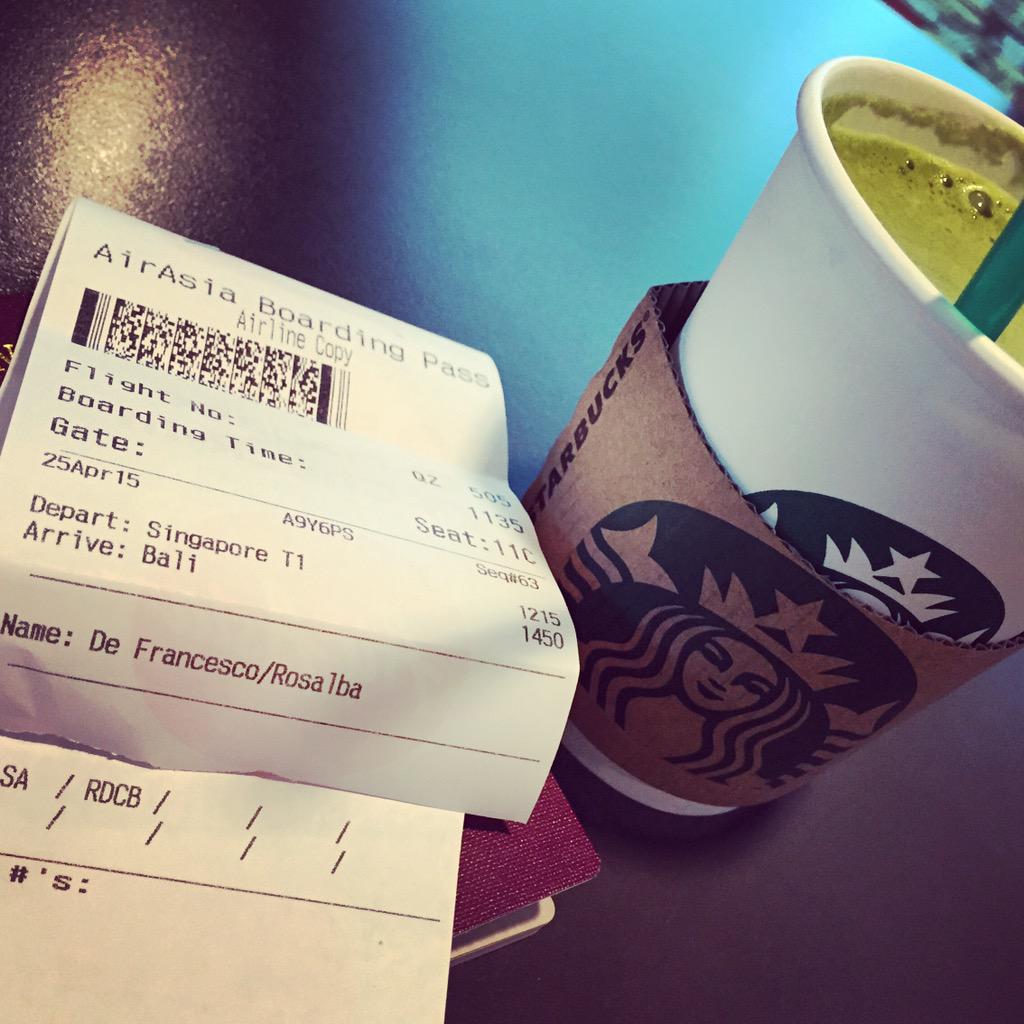 AirAsia Boarding Pass
Airline Copy
Flight No: QZ 505
Boarding Time: 1135
Gate: Seat:11C
25Apr15 A9Y6PS Seq#63
Depart: Singapore T1 1215
Arrive: Bali 1450
Name: De Francesco/Rosalba
SA / RDCB / / /
/ / / /
#'s:
STARBUCKS